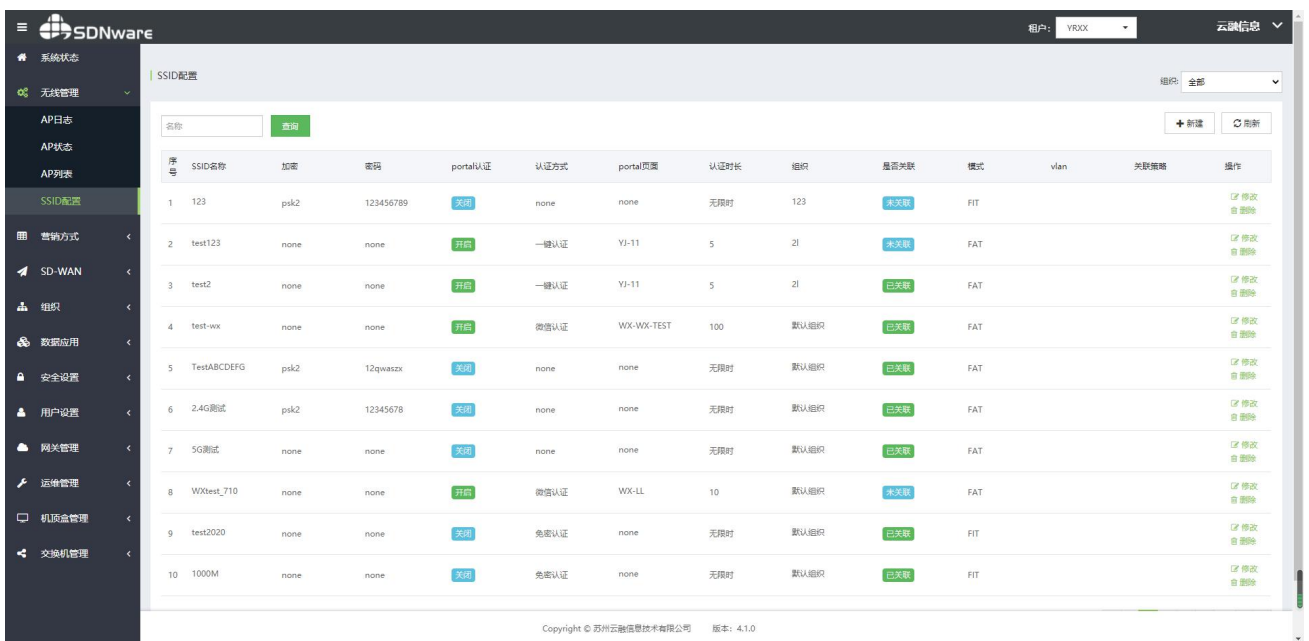 SDNware
租户: YRXX
云融信息
系统状态
无线管理
AP日志
AP状态
AP列表
SSID配置
营销方式
SD-WAN
组织
数据应用
安全设置
用户设置
网关管理
运维管理
机顶盒管理
交换机管理
SSID配置
组织: 全部
名称 查询
新建 刷新
序号 SSID名称 加密 密码 portal认证 认证方式 portal页面 认证时长 组织 是否关联 模式 vlan 关联策略 操作
1 123 psk2 123456789 关闭 none none 无限时 123 未关联 FIT 修改 删除
2 test123 none none 开启 一键认证 YJ-11 5 2l 未关联 FAT 修改 删除
3 test2 none none 开启 一键认证 YJ-11 5 2l 已关联 FAT 修改 删除
4 test-wx none none 开启 微信认证 WX-WX-TEST 100 默认组织 已关联 FAT 修改 删除
5 TestABCDEFG psk2 12qwaszx 关闭 none none 无限时 默认组织 已关联 FAT 修改 删除
6 2.4G测试 psk2 12345678 关闭 none none 无限时 默认组织 已关联 FAT 修改 删除
7 5G测试 none none 关闭 none none 无限时 默认组织 已关联 FAT 修改 删除
8 WXtest_710 none none 开启 微信认证 WX-LL 10 默认组织 未关联 FAT 修改 删除
9 test2020 none none 关闭 免密认证 none 无限时 默认组织 已关联 FIT 修改 删除
10 1000M none none 关闭 免密认证 none 无限时 默认组织 已关联 FIT 修改 删除
Copyright © 苏州云融信息技术有限公司 版本: 4.1.0